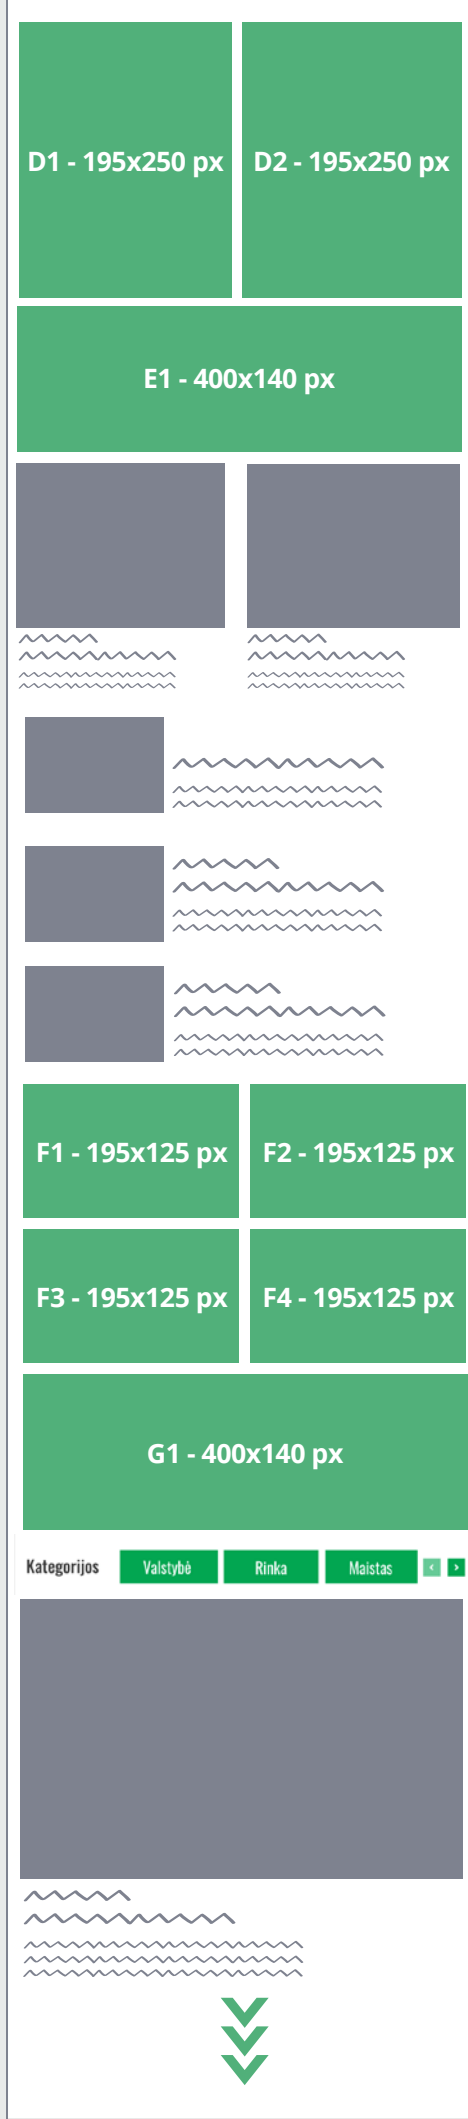 D1 - 195x250 px
D2 - 195x250 px
E1 - 400x140 px
F1 - 195x125 px
F2 - 195x125 px
F3 - 195x125 px
F4 - 195x125 px
G1 - 400x140 px
Kategorijos Valstybė Rinka Maistas